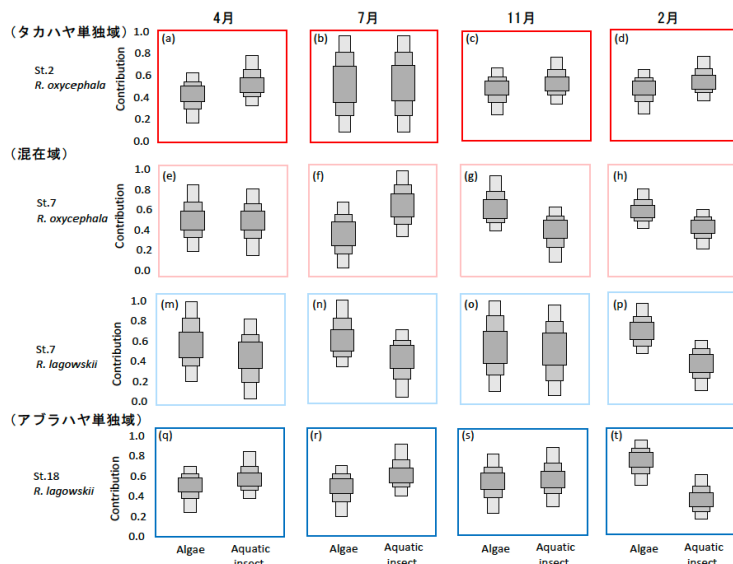 4月 7月 11月 2月
(タカハヤ単独域)
St.2
R. oxycephala
Contribution
1.0
0.8
0.6
0.4
0.2
0.0
(a) (b) (c) (d)
(混在域)
St.7
R. oxycephala
Contribution
1.0
0.8
0.6
0.4
0.2
0.0
(e) (f) (g) (h)
St.7
R. lagowskii
Contribution
1.0
0.8
0.6
0.4
0.2
0.0
(m) (n) (o) (p)
(アブラハヤ単独域)
St.18
R. lagowskii
Contribution
1.0
0.8
0.6
0.4
0.2
0.0
(q) (r) (s) (t)
Algae Aquatic Algae Aquatic Algae Aquatic Algae Aquatic
insect insect insect insect